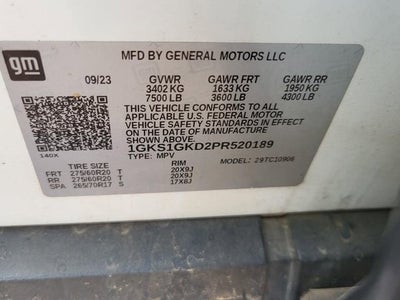 gm
MFD BY GENERAL MOTORS LLC
09/23 GVWR GAWR FRT GAWR RR
3402 KG 1633 KG 1950 KG
7500 LB 3600 LB 4300 LB
THIS VEHICLE CONFORMS TO ALL
APPLICABLE U.S. FEDERAL MOTOR
VEHICLE SAFETY STANDARDS IN
EFFECT ON THE DATE OF
MANUFACTURE SHOWN ABOVE.
1GKS1GKD2PR520189
140X TYPE: MPV MODEL: 29TC10906
TIRE SIZE RIM
FRT 275/60R20 T 20X9J
RR 275/60R20 T 20X9J
SPA 265/70R17 S 17X8J